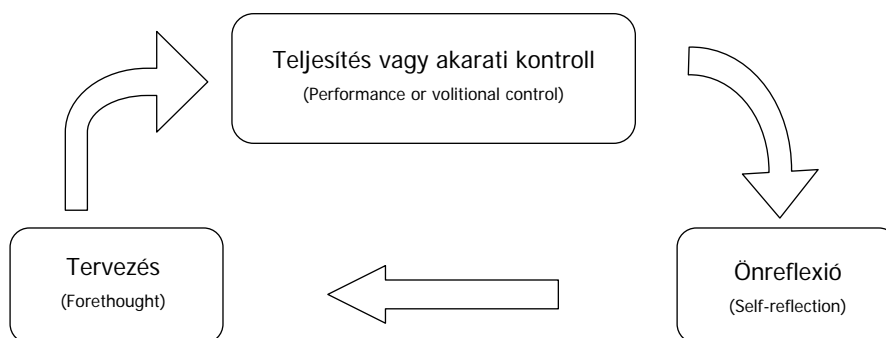 Teljesítés vagy akarati kontroll
(Performance or volitional control)
Tervezés
(Forethought)
Önreflexió
(Self-reflection)